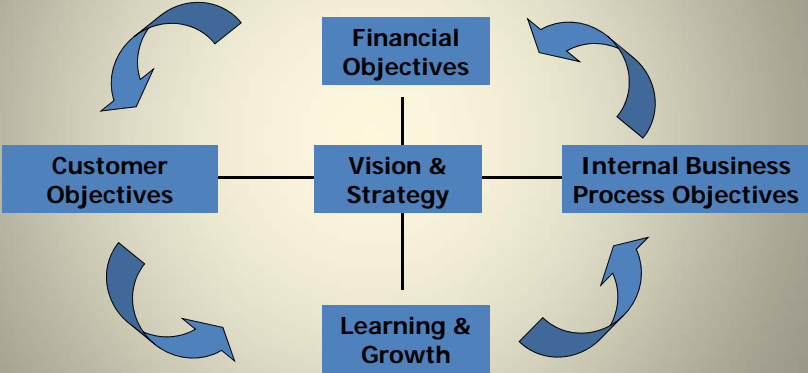 Financial
Objectives
Customer
Objectives
Vision &
Strategy
Internal Business
Process Objectives
Learning &
Growth